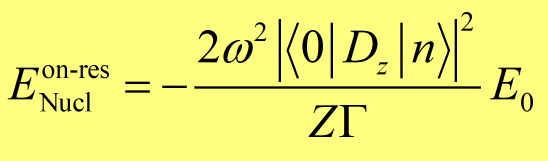 E_Nucl^on-res = − 2ω² |⟨0| D_z |n⟩|² / ZΓ E_0